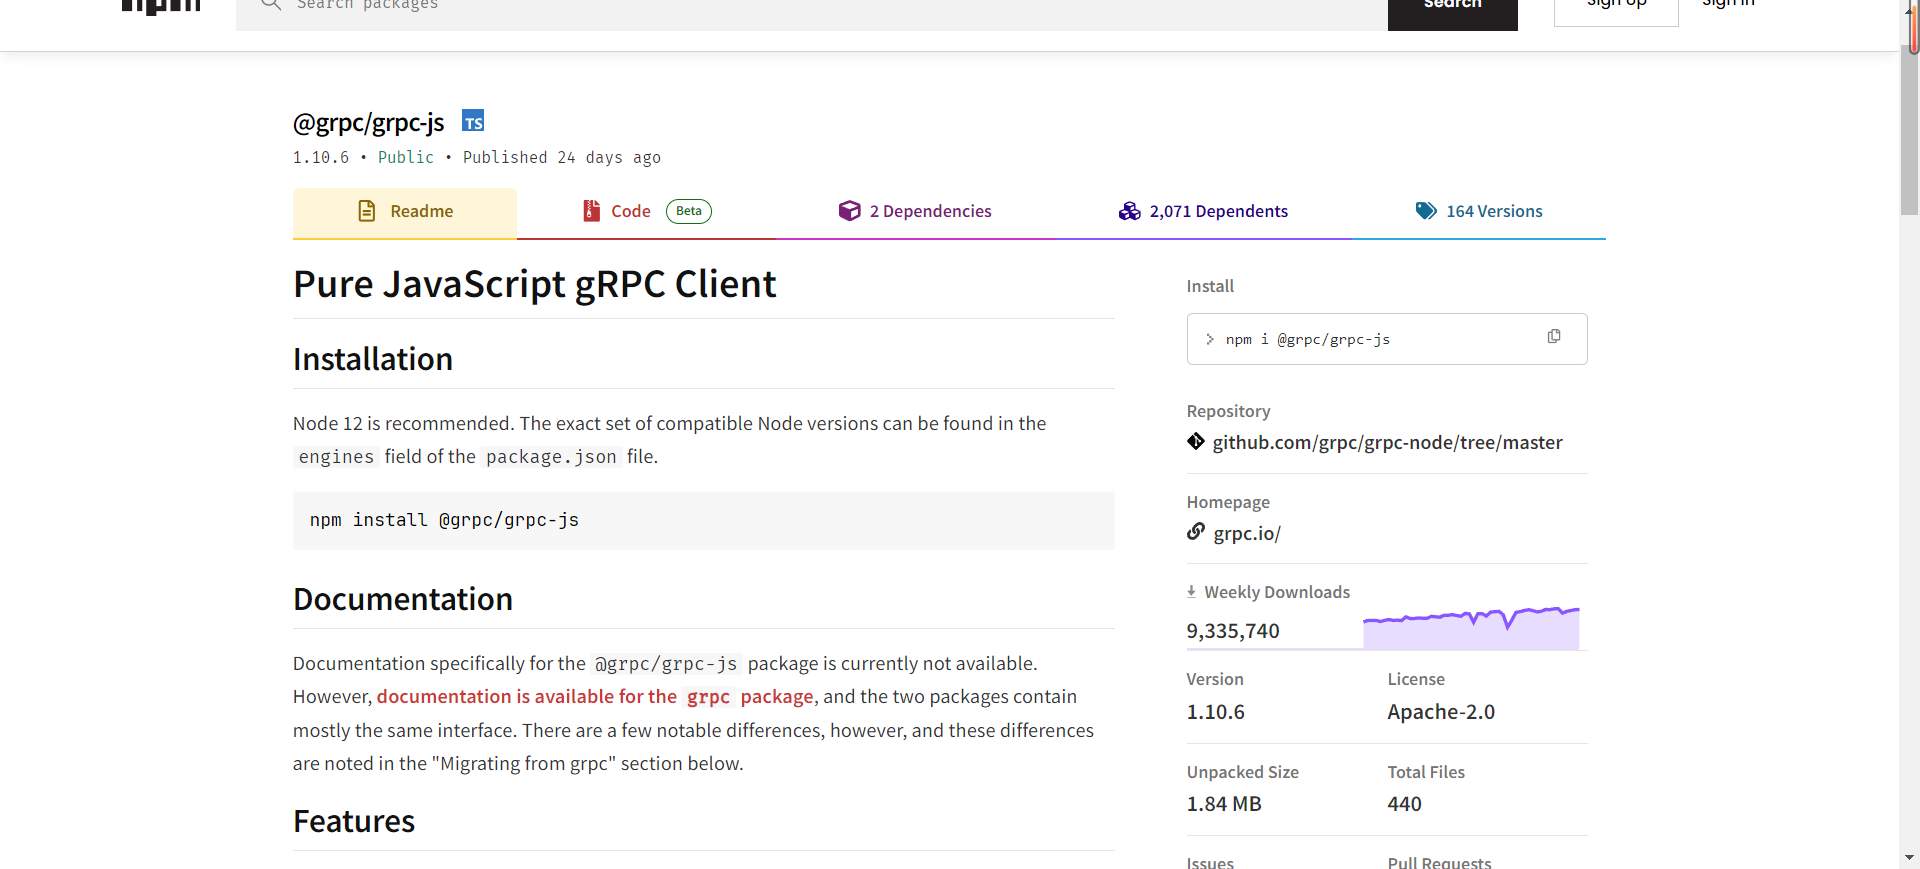 npm
Search packages
Search
Sign Up
Sign In
@grpc/grpc-js TS
1.10.6 • Public • Published 24 days ago
Readme
Code Beta
2 Dependencies
2,071 Dependents
164 Versions
Pure JavaScript gRPC Client
Installation
Node 12 is recommended. The exact set of compatible Node versions can be found in the
engines field of the package.json file.
npm install @grpc/grpc-js
Documentation
Documentation specifically for the @grpc/grpc-js package is currently not available.
However, documentation is available for the grpc package, and the two packages contain
mostly the same interface. There are a few notable differences, however, and these differences
are noted in the "Migrating from grpc" section below.
Features
Install
> npm i @grpc/grpc-js
Repository
github.com/grpc/grpc-node/tree/master
Homepage
grpc.io/
Weekly Downloads
9,335,740
Version
1.10.6
License
Apache-2.0
Unpacked Size
1.84 MB
Total Files
440
Issues
Pull Requests